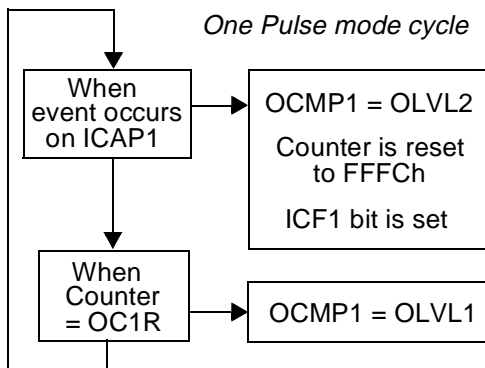 One Pulse mode cycle
When
event occurs
on ICAP1
OCMP1 = OLVL2
Counter is reset
to FFFCh
ICF1 bit is set
When
Counter
= OC1R
OCMP1 = OLVL1